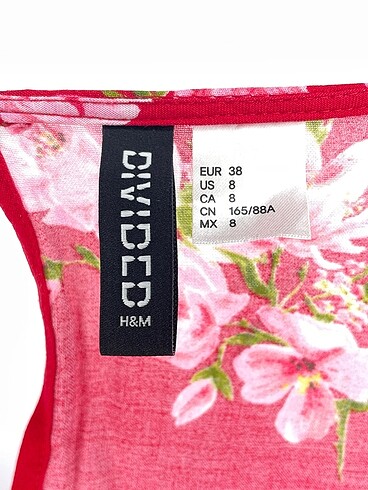 DIVIDED
H&M
EUR 38
US 8
CA 8
CN 165/88A
MX 8